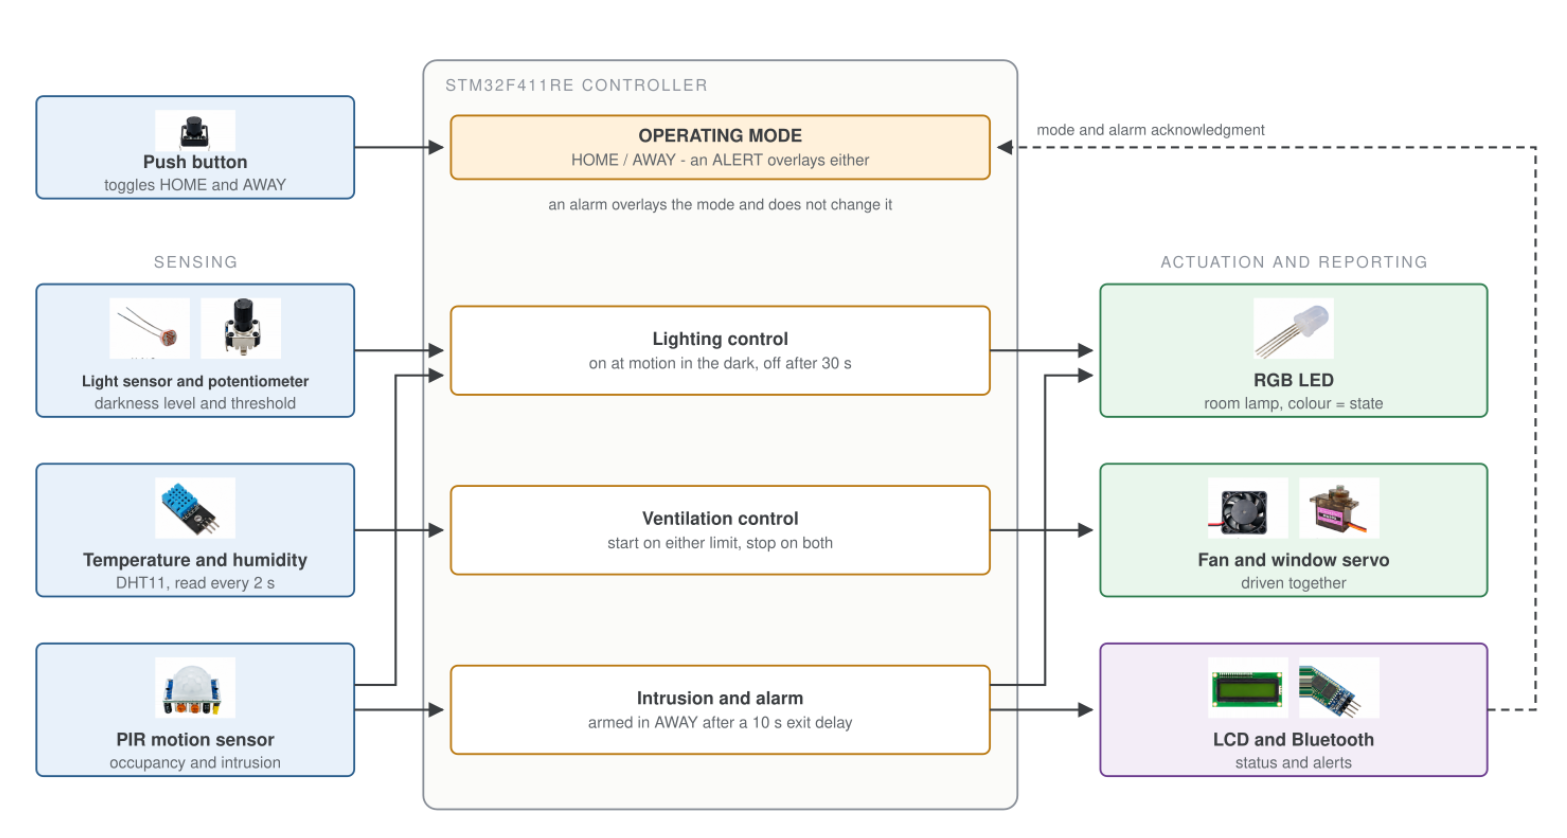 STM32F411RE CONTROLLER
Push button
toggles HOME and AWAY
OPERATING MODE
HOME / AWAY - an ALERT overlays either
mode and alarm acknowledgment
an alarm overlays the mode and does not change it
SENSING
ACTUATION AND REPORTING
Light sensor and potentiometer
darkness level and threshold
Lighting control
on at motion in the dark, off after 30 s
RGB LED
room lamp, colour = state
Temperature and humidity
DHT11, read every 2 s
Ventilation control
start on either limit, stop on both
Fan and window servo
driven together
PIR motion sensor
occupancy and intrusion
Intrusion and alarm
armed in AWAY after a 10 s exit delay
LCD and Bluetooth
status and alerts